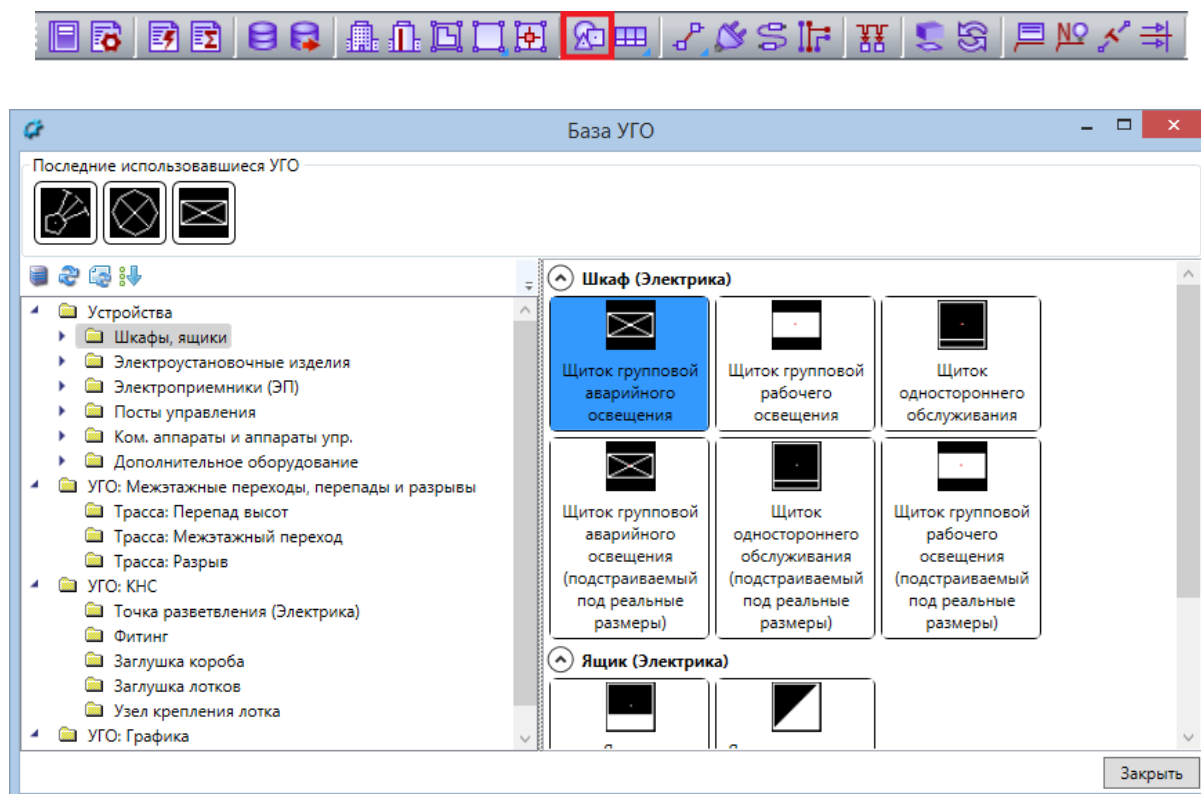 №
База УГО
Последние использовавшиеся УГО
Устройства
Шкафы, ящики
Электроустановочные изделия
Электроприемники (ЭП)
Посты управления
Ком. аппараты и аппараты упр.
Дополнительное оборудование
УГО: Межэтажные переходы, перепады и разрывы
Трасса: Перепад высот
Трасса: Межэтажный переход
Трасса: Разрыв
УГО: КНС
Точка разветвления (Электрика)
Фитинг
Заглушка короба
Заглушка лотков
Узел крепления лотка
УГО: Графика
Шкаф (Электрика)
Щиток групповой
аварийного
освещения
Щиток групповой
рабочего
освещения
Щиток
одностороннего
обслуживания
Щиток групповой
аварийного
освещения
(подстраиваемый
под реальные
размеры)
Щиток
одностороннего
обслуживания
(подстраиваемый
под реальные
размеры)
Щиток групповой
рабочего
освещения
(подстраиваемый
под реальные
размеры)
Ящик (Электрика)
Закрыть